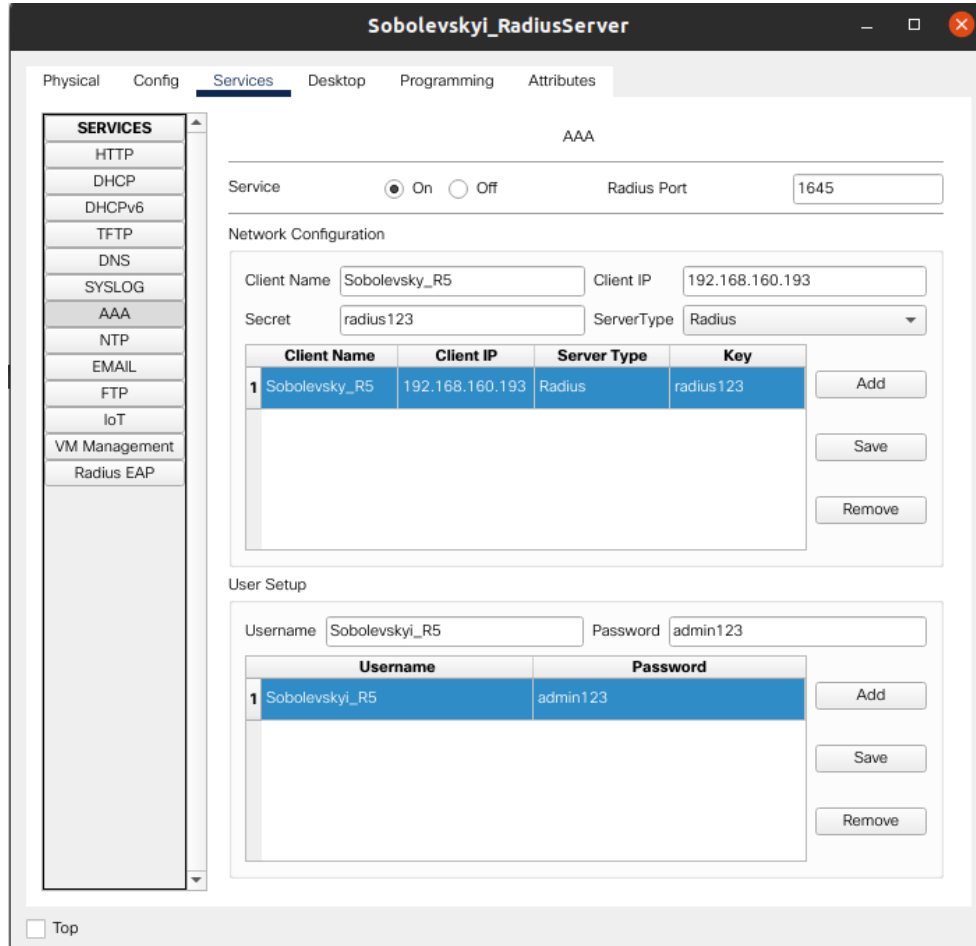 Sobolevskyi_RadiusServer
Physical Config Services Desktop Programming Attributes
SERVICES
HTTP
DHCP
DHCPv6
TFTP
DNS
SYSLOG
AAA
NTP
EMAIL
FTP
IoT
VM Management
Radius EAP
AAA
Service On Off Radius Port 1645
Network Configuration
Client Name Sobolevsky_R5 Client IP 192.168.160.193
Secret radius123 ServerType Radius
Client Name Client IP Server Type Key
1 Sobolevsky_R5 192.168.160.193 Radius radius123
Add
Save
Remove
User Setup
Username Sobolevskyi_R5 Password admin123
Username Password
1 Sobolevskyi_R5 admin123
Add
Save
Remove
Top